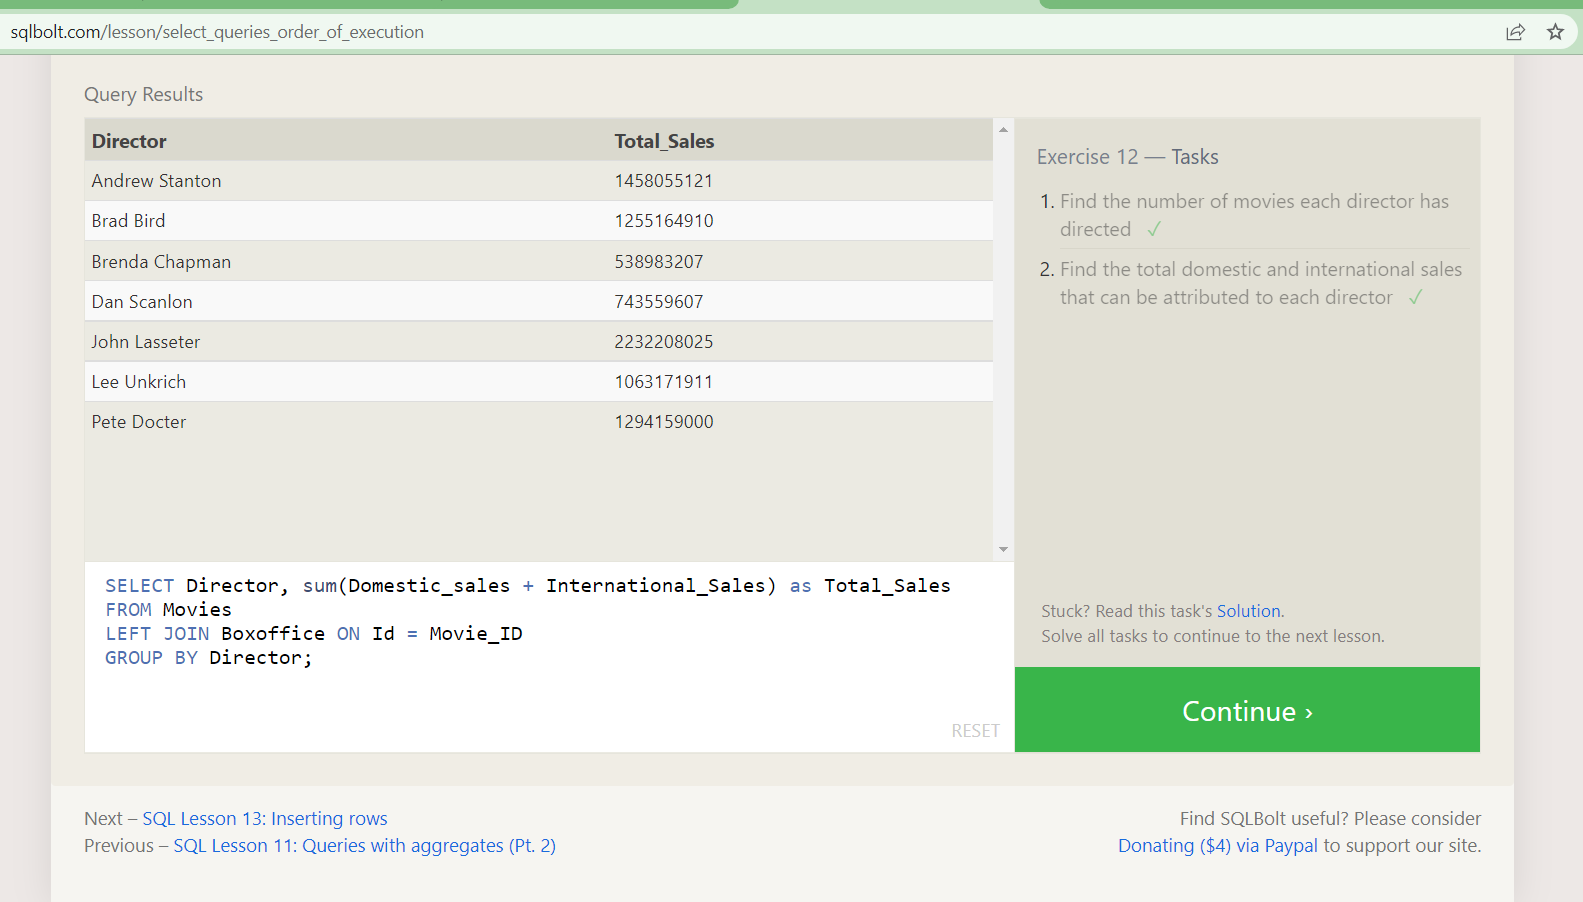 sqlbolt.com/lesson/select_queries_order_of_execution
Query Results
Director Total_Sales
Andrew Stanton 1458055121
Brad Bird 1255164910
Brenda Chapman 538983207
Dan Scanlon 743559607
John Lasseter 2232208025
Lee Unkrich 1063171911
Pete Docter 1294159000
SELECT Director, sum(Domestic_sales + International_Sales) as Total_Sales
FROM Movies
LEFT JOIN Boxoffice ON Id = Movie_ID
GROUP BY Director;
RESET
Exercise 12 — Tasks
1. Find the number of movies each director has
directed ✓
2. Find the total domestic and international sales
that can be attributed to each director ✓
Stuck? Read this task's Solution.
Solve all tasks to continue to the next lesson.
Continue ›
Next – SQL Lesson 13: Inserting rows
Previous – SQL Lesson 11: Queries with aggregates (Pt. 2)
Find SQLBolt useful? Please consider
Donating ($4) via Paypal to support our site.